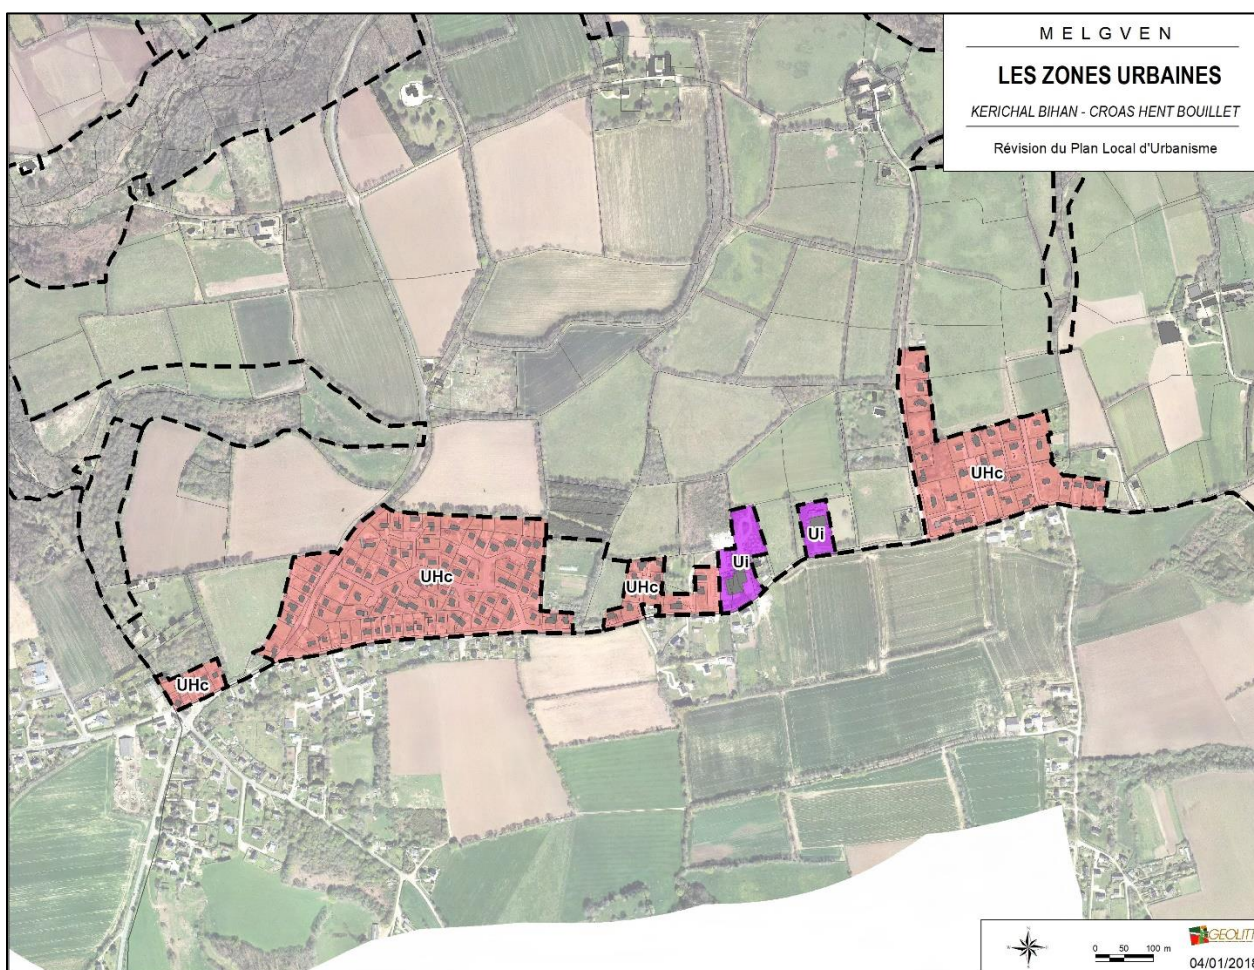 MELGVEN
LES ZONES URBAINES
KERICHAL BIHAN - CROAS HENT BOUILLET
Révision du Plan Local d'Urbanisme
UHc
Ui
Ui
UHc
UHc
UHc
0 50 100 m
GEOLITT
04/01/2018